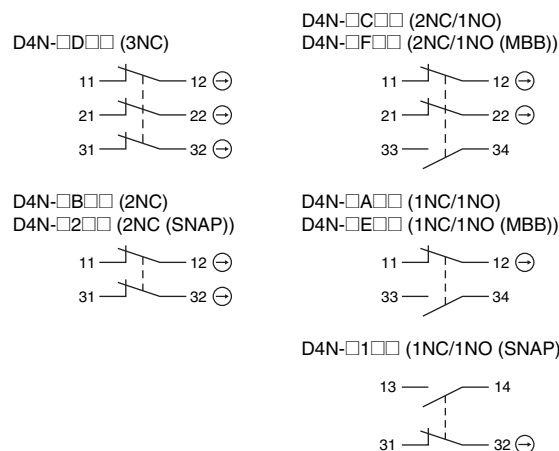 D4N-□D□□ (3NC)
11 12
21 22
31 32
D4N-□C□□ (2NC/1NO)
D4N-□F□□ (2NC/1NO (MBB))
11 12
21 22
33 34
D4N-□B□□ (2NC)
D4N-□2□□ (2NC (SNAP))
11 12
31 32
D4N-□A□□ (1NC/1NO)
D4N-□E□□ (1NC/1NO (MBB))
11 12
33 34
D4N-□1□□ (1NC/1NO (SNAP)
13 14
31 32